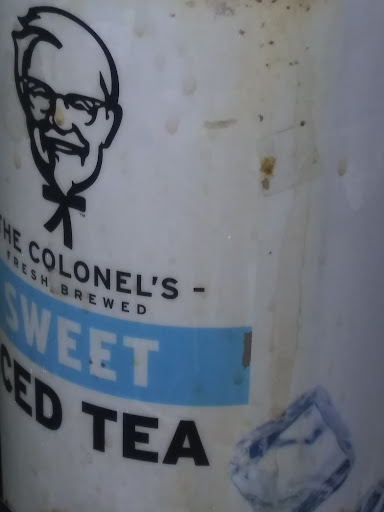 THE COLONEL'S -
FRESH BREWED
SWEET
CED TEA